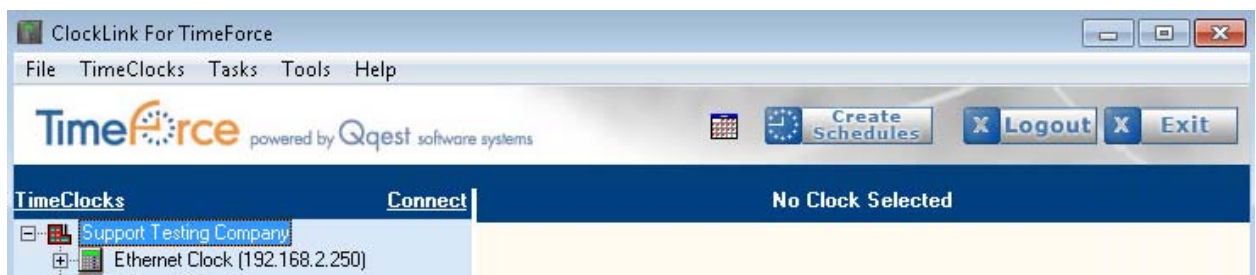 ClockLink For TimeForce
File TimeClocks Tasks Tools Help
TimeForce powered by Qqest software systems
Create Schedules
X Logout
X Exit
TimeClocks Connect
No Clock Selected
Support Testing Company
Ethernet Clock (192.168.2.250)